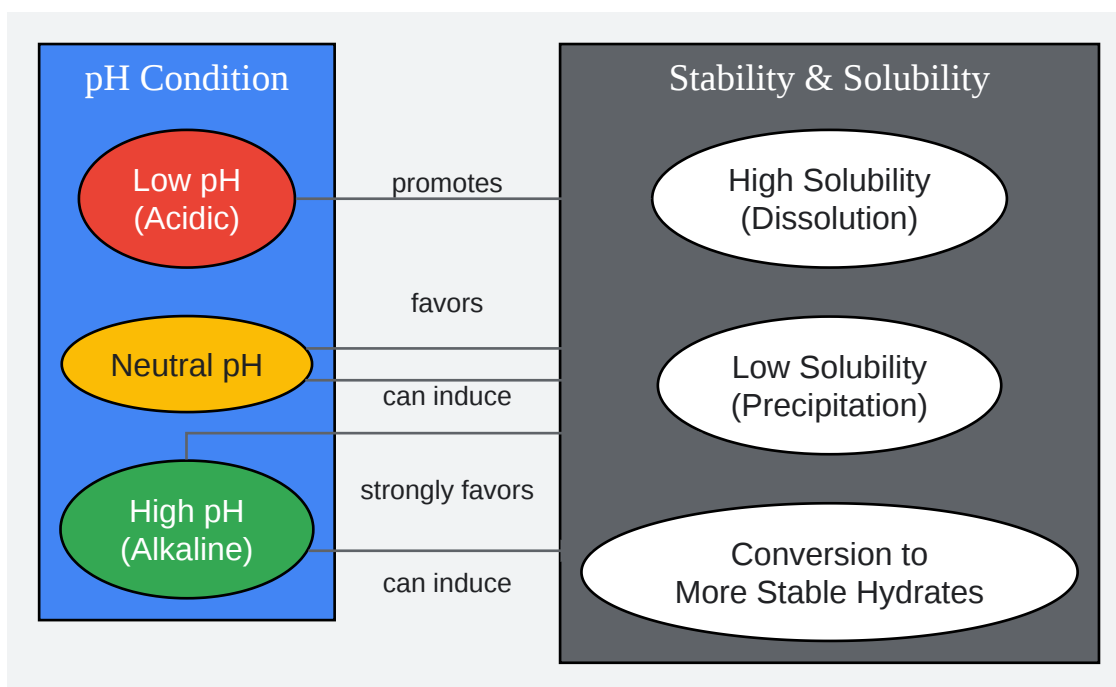 pH Condition
Low pH
(Acidic)
Neutral pH
High pH
(Alkaline)
promotes
favors
can induce
strongly favors
can induce
Stability & Solubility
High Solubility
(Dissolution)
Low Solubility
(Precipitation)
Conversion to
More Stable Hydrates